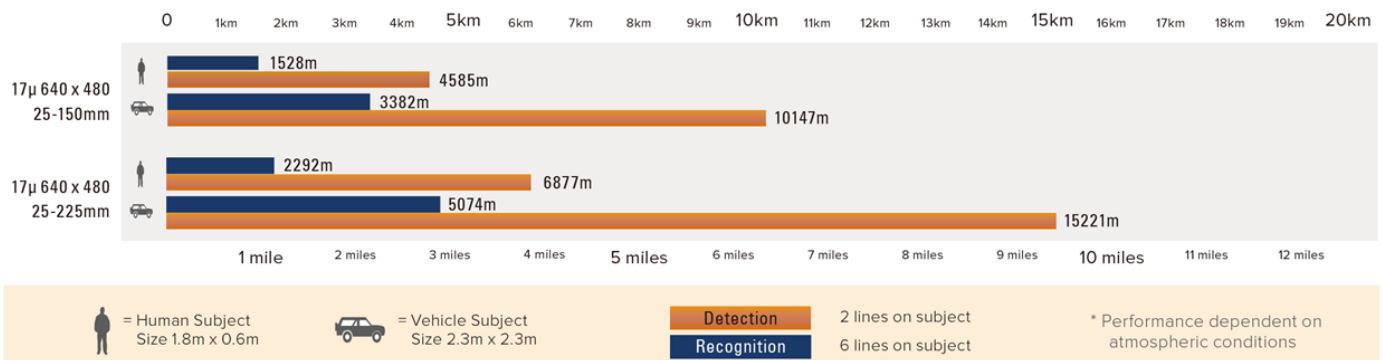 0 1km 2km 3km 4km 5km 6km 7km 8km 9km 10km 11km 12km 13km 14km 15km 16km 17km 18km 19km 20km
17µ 640 x 480
25-150mm
1528m
4585m
3382m
10147m
17µ 640 x 480
25-225mm
2292m
6877m
5074m
15221m
1 mile 2 miles 3 miles 4 miles 5 miles 6 miles 7 miles 8 miles 9 miles 10 miles 11 miles 12 miles
= Human Subject
Size 1.8m x 0.6m
= Vehicle Subject
Size 2.3m x 2.3m
Detection 2 lines on subject
Recognition 6 lines on subject
* Performance dependent on
atmospheric conditions